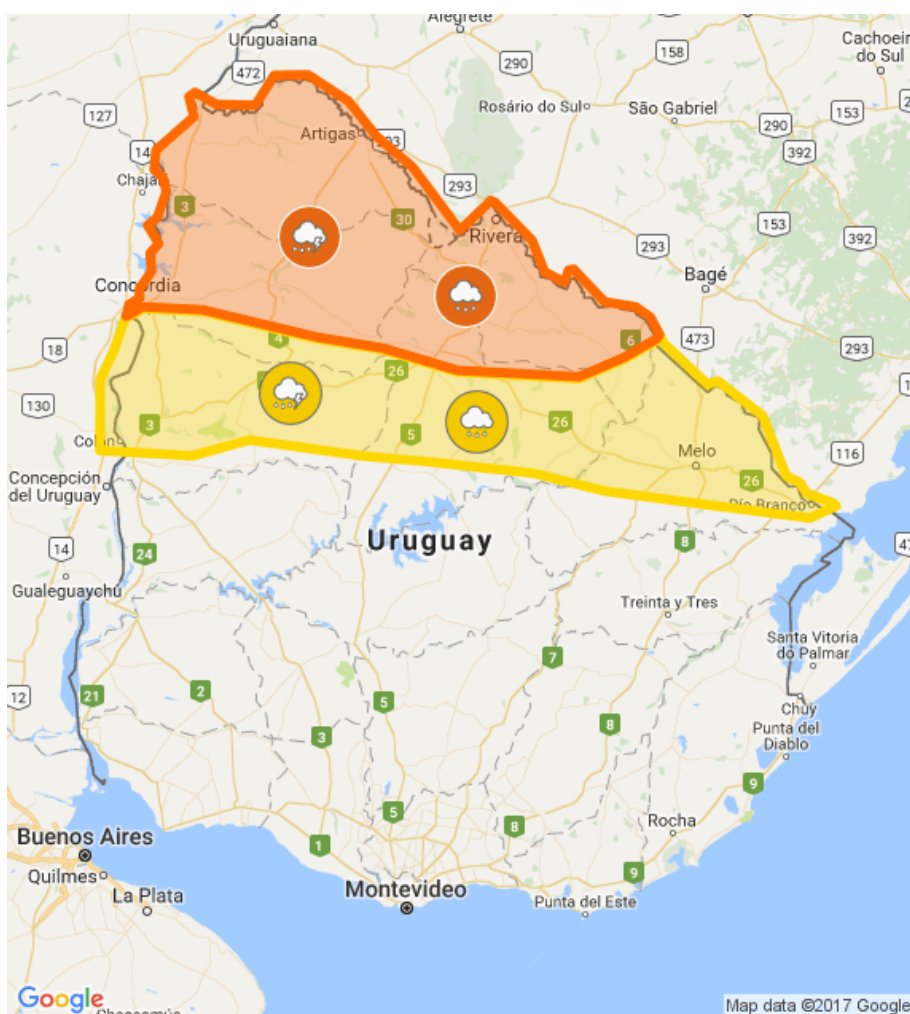 Alegrete
Uruguaiana
Cachoeir
do Sul
158
290
472
127
Rosário do Sul
São Gabriel
153
290
392
Artigas
293
14
Chaja
293
3
30
Rivera
153
392
293
Bagé
Concordia
6
473
18
4
293
26
130
3
5
26
Colón
Melo
116
26
Río Branco
Concepción
del Uruguay
Uruguay
14
24
8
47
Gualeguaychú
Treinta y Tres
Santa Vitoria
do Palmar
7
12
21
2
5
8
Chuy
3
Punta del
Diablo
9
5
8
Rocha
Buenos Aires
1
Quilmes
9
La Plata
Montevideo
Punta del Este
Google
Map data ©2017 Google